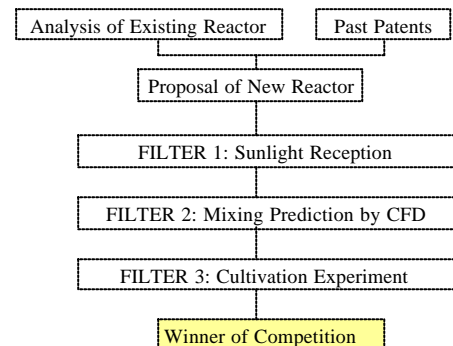 Analysis of Existing Reactor
Past Patents
Proposal of New Reactor
FILTER 1: Sunlight Reception
FILTER 2: Mixing Prediction by CFD
FILTER 3: Cultivation Experiment
Winner of Competition